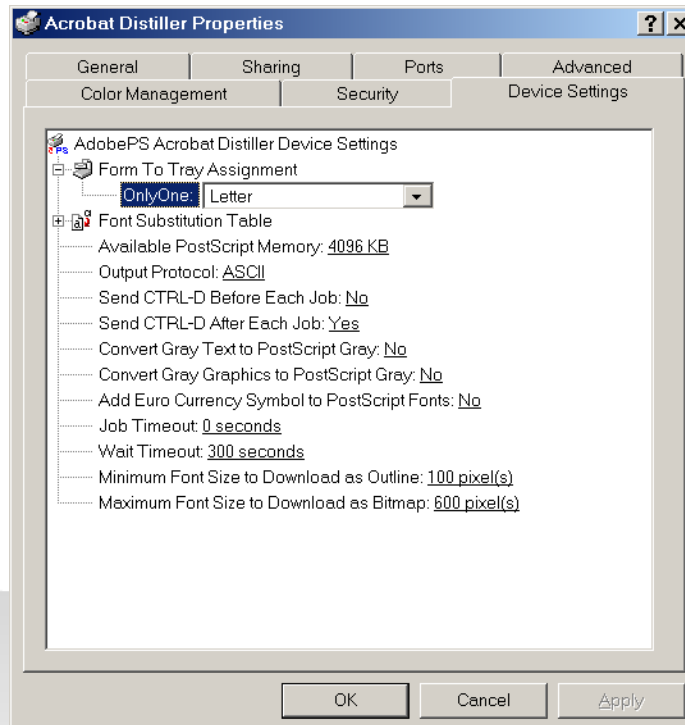 Acrobat Distiller Properties
General Sharing Ports Advanced
Color Management Security Device Settings
AdobePS Acrobat Distiller Device Settings
Form To Tray Assignment
OnlyOne: Letter
Font Substitution Table
Available PostScript Memory: 4096 KB
Output Protocol: ASCII
Send CTRL-D Before Each Job: No
Send CTRL-D After Each Job: Yes
Convert Gray Text to PostScript Gray: No
Convert Gray Graphics to PostScript Gray: No
Add Euro Currency Symbol to PostScript Fonts: No
Job Timeout: 0 seconds
Wait Timeout: 300 seconds
Minimum Font Size to Download as Outline: 100 pixel(s)
Maximum Font Size to Download as Bitmap: 600 pixel(s)
OK Cancel Apply